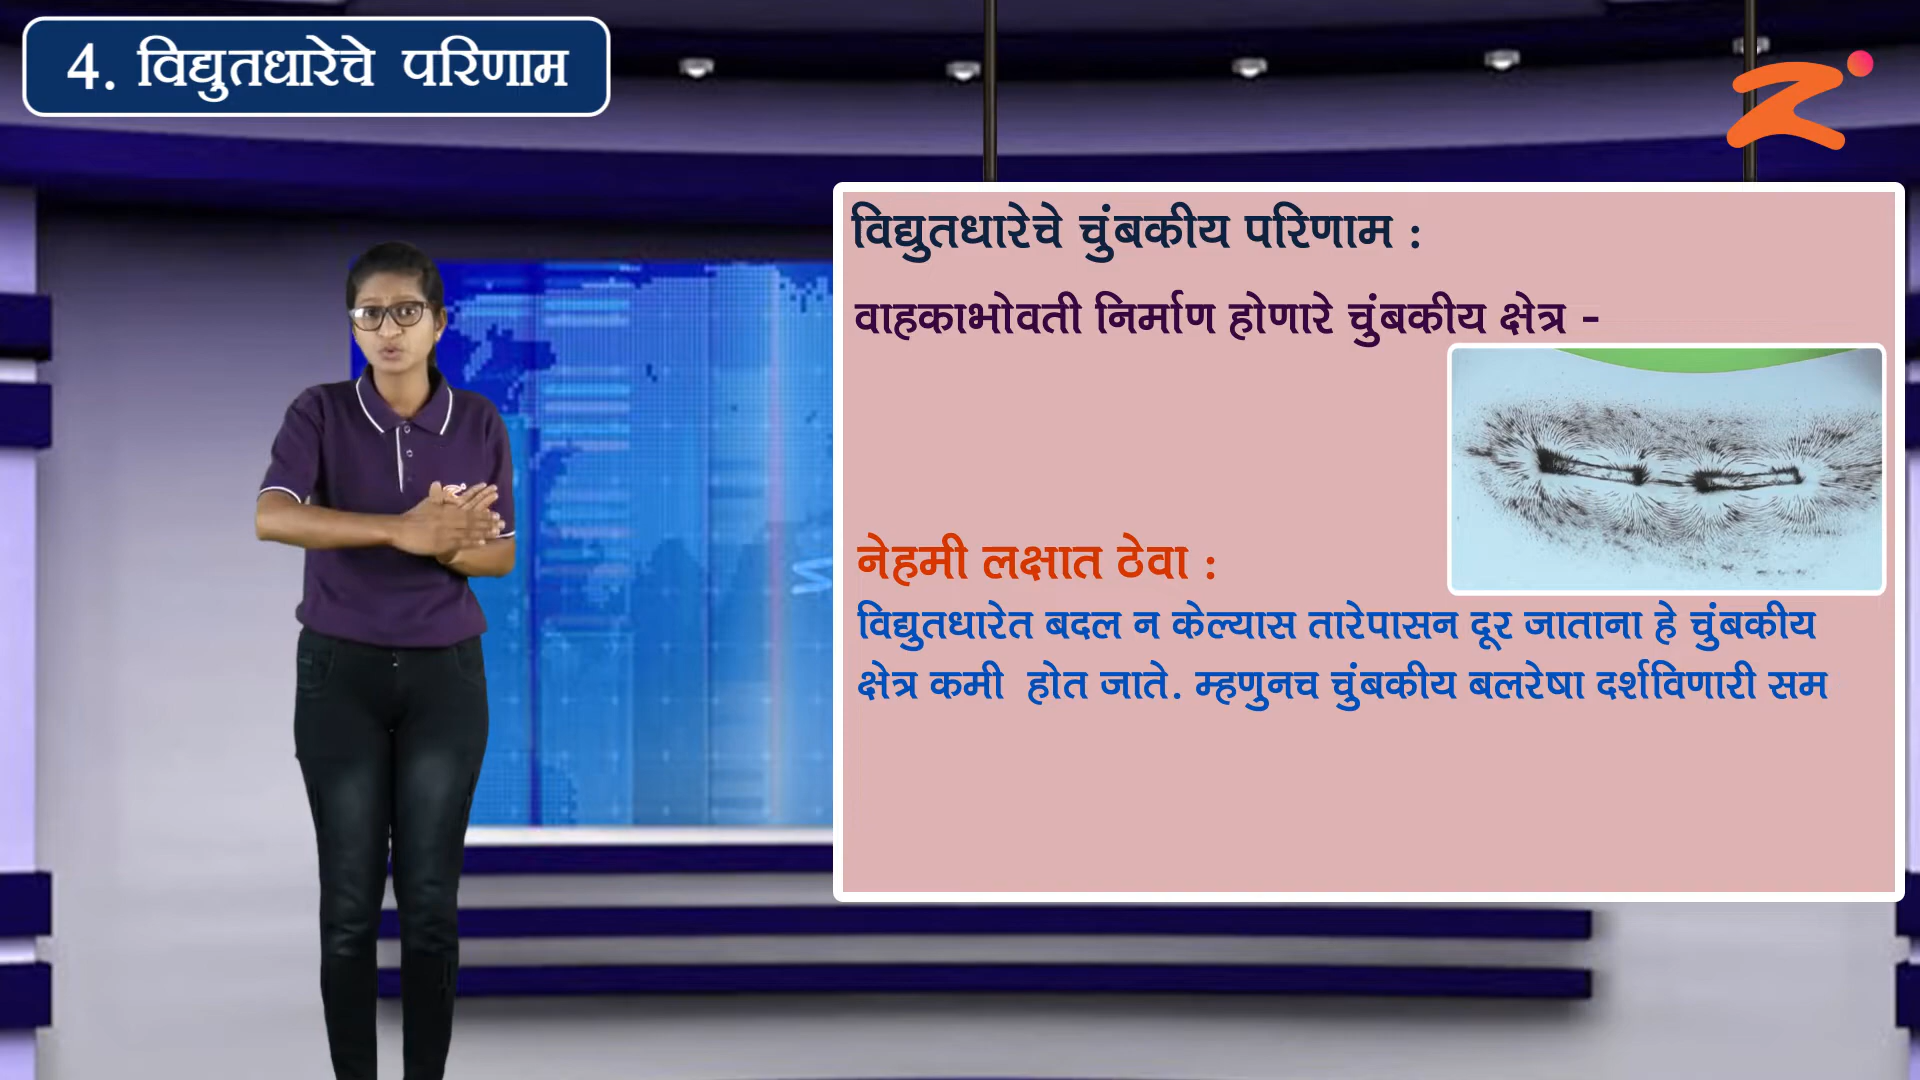 4. विद्युतधारेचे परिणाम
विद्युतधारेचे चुंबकीय परिणाम :
वाहकाभोवती निर्माण होणारे चुंबकीय क्षेत्र -
नेहमी लक्षात ठेवा :
विद्युतधारेत बदल न केल्यास तारेपासन दूर जाताना हे चुंबकीय
क्षेत्र कमी होत जाते. म्हणुनच चुंबकीय बलरेषा दर्शविणारी सम